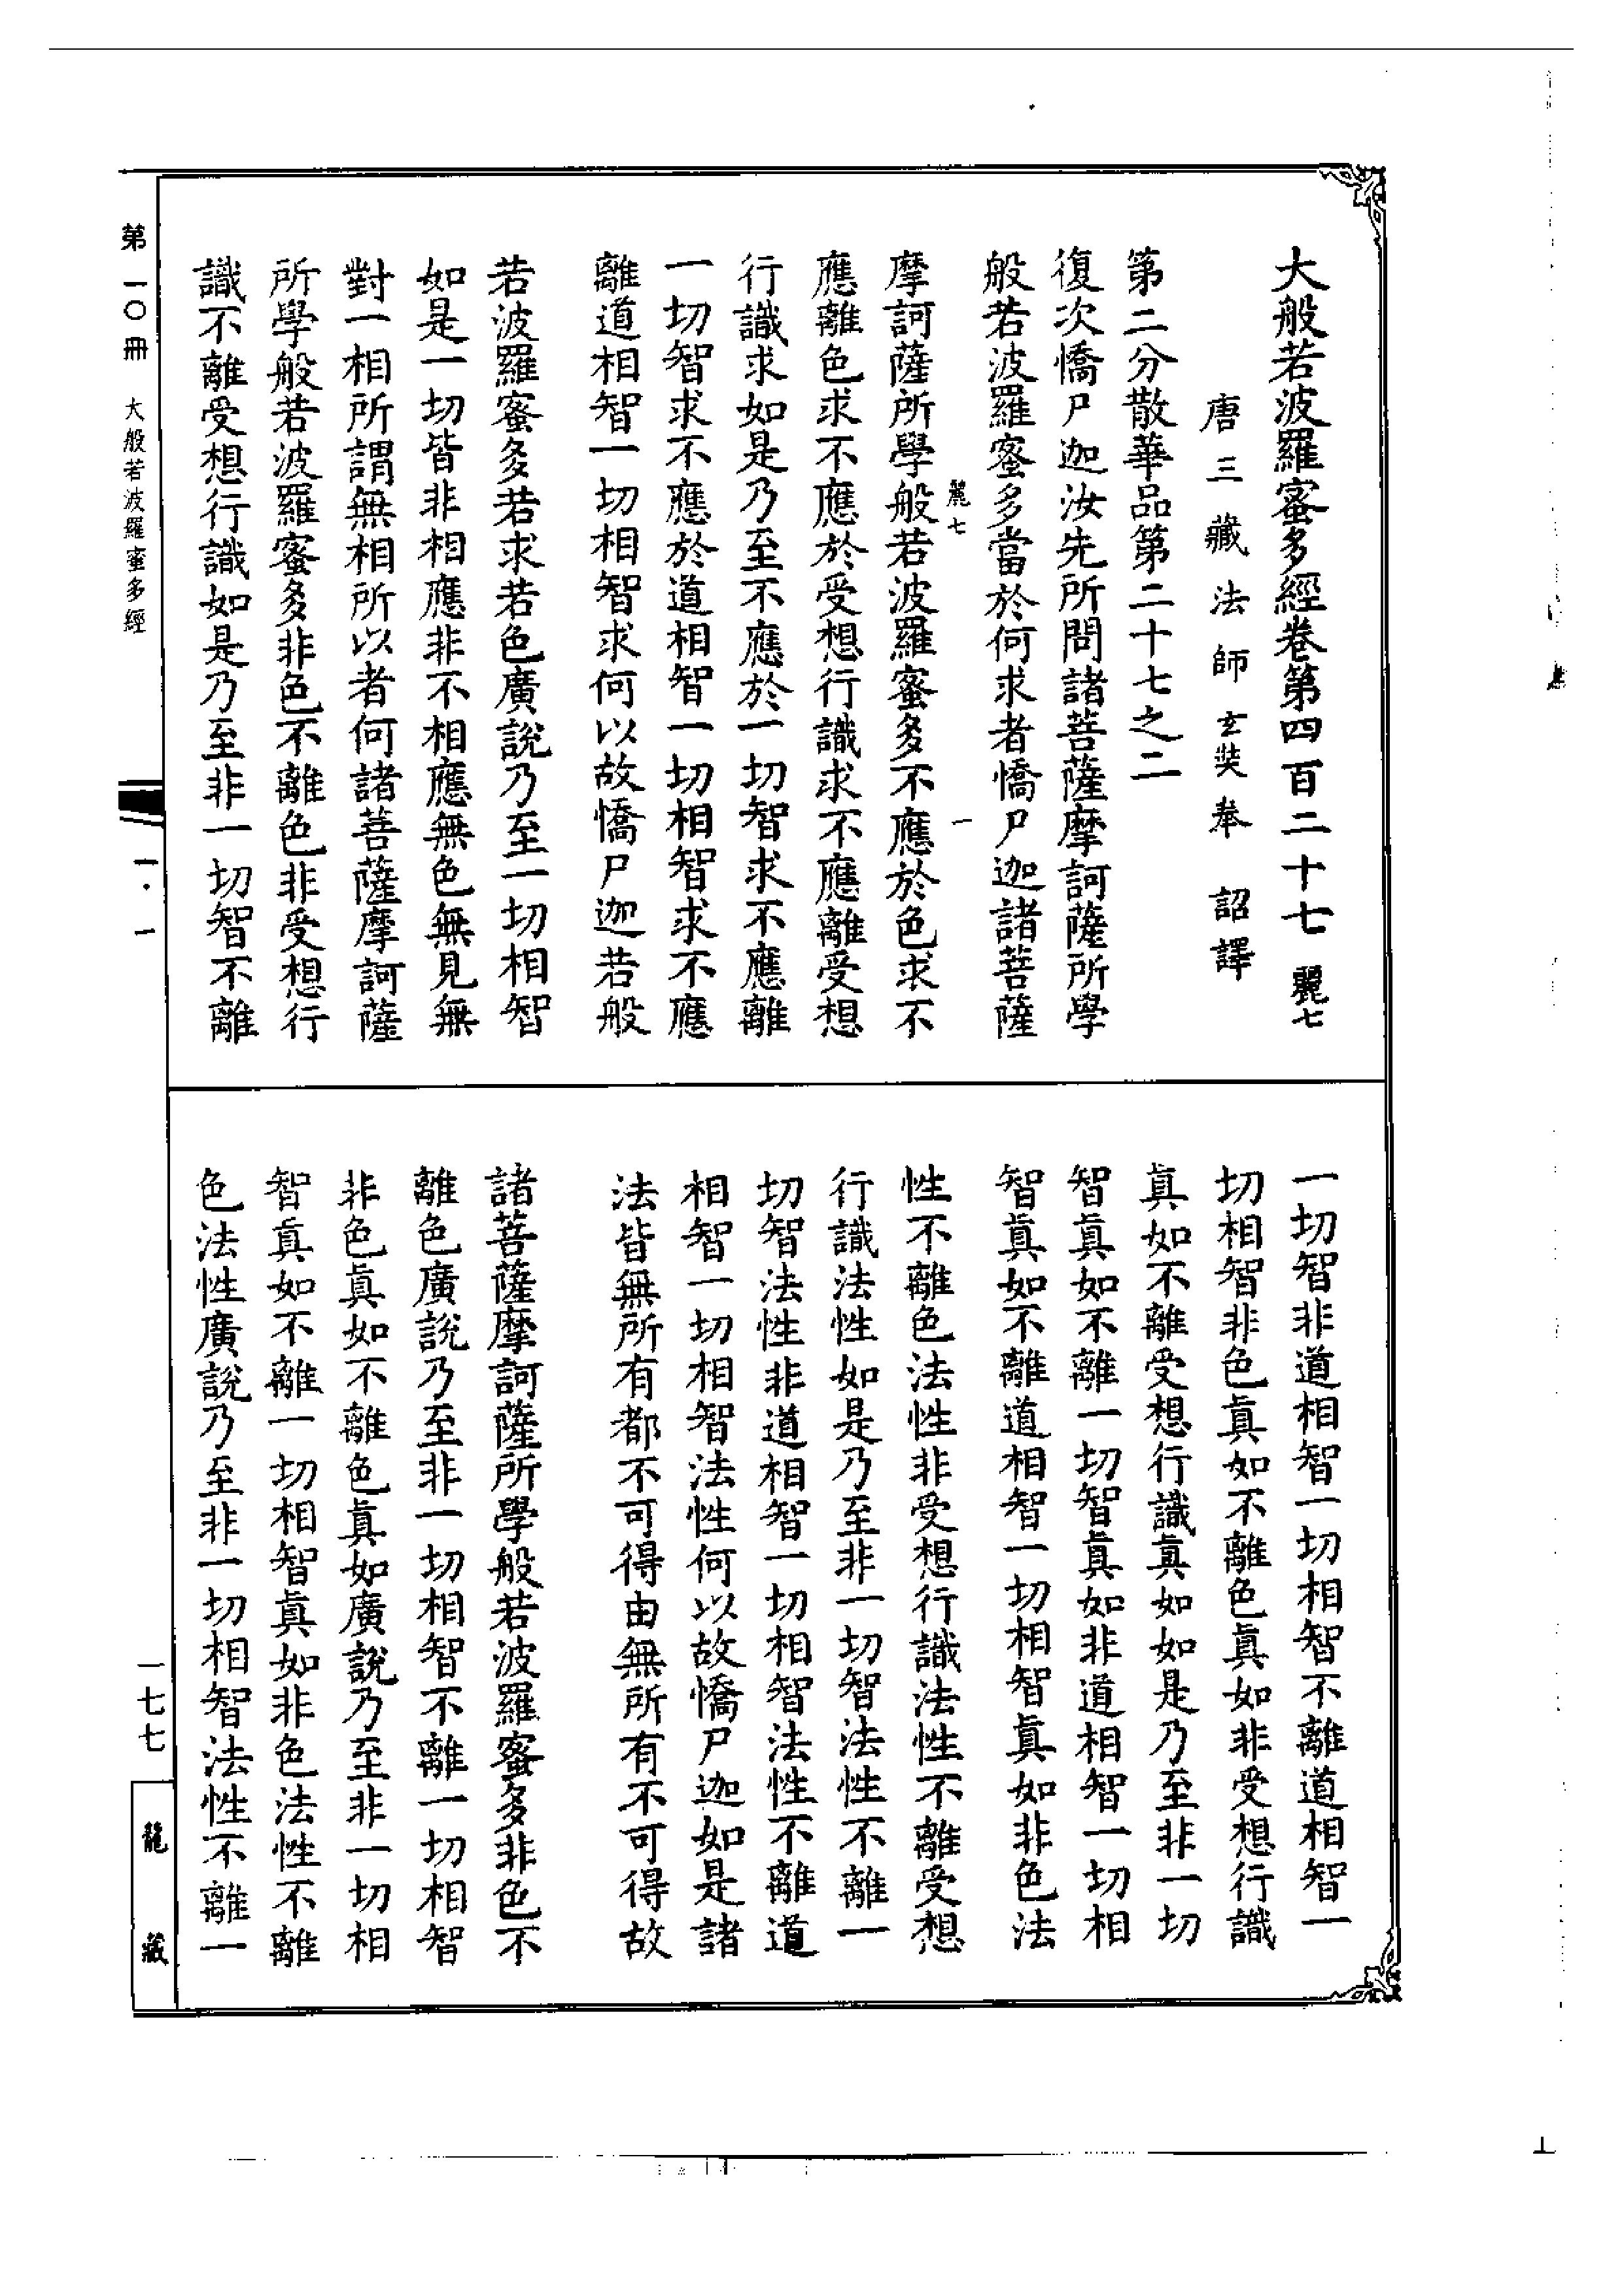 大般若波羅蜜多經卷第四百二十七 麗七
唐三藏法師玄奘奉 詔譯
第二分散華品第二十七之二
復次憍尸迦汝先所問諸菩薩摩訶薩所學
般若波羅蜜多當於何求者憍尸迦諸菩薩
麗七 一
摩訶薩所學般若波羅蜜多不應於色求不
應離色求不應於受想行識求不應離受想
行識求如是乃至不應於一切智求不應離
一切智求不應於道相智一切相智求不應
離道相智一切相智求何以故憍尸迦若般
若波羅蜜多若求若色廣說乃至一切相智
如是一切皆非相應非不相應無色無見無
對一相所謂無相所以者何諸菩薩摩訶薩
所學般若波羅蜜多非色不離色非受想行
識不離受想行識如是乃至非一切智不離
一切智非道相智一切相智不離道相智一
切相智非色真如不離色真如非受想行識
真如不離受想行識真如如是乃至非一切
智真如不離一切智真如非道相智一切相
智真如不離道相智一切相智真如非色法
性不離色法性非受想行識法性不離受想
行識法性如是乃至非一切智法性不離一
切智法性非道相智一切相智法性不離道
相智一切相智法性何以故憍尸迦如是諸
法皆無所有都不可得由無所有不可得故
諸菩薩摩訶薩所學般若波羅蜜多非色不
離色廣說乃至非一切相智不離一切相智
非色真如不離色真如廣說乃至非一切相
智真如不離一切相智真如非色法性不離
色法性廣說乃至非一切相智法性不離一
第一〇冊 大般若波羅蜜多經
一·一
一七七
龍藏